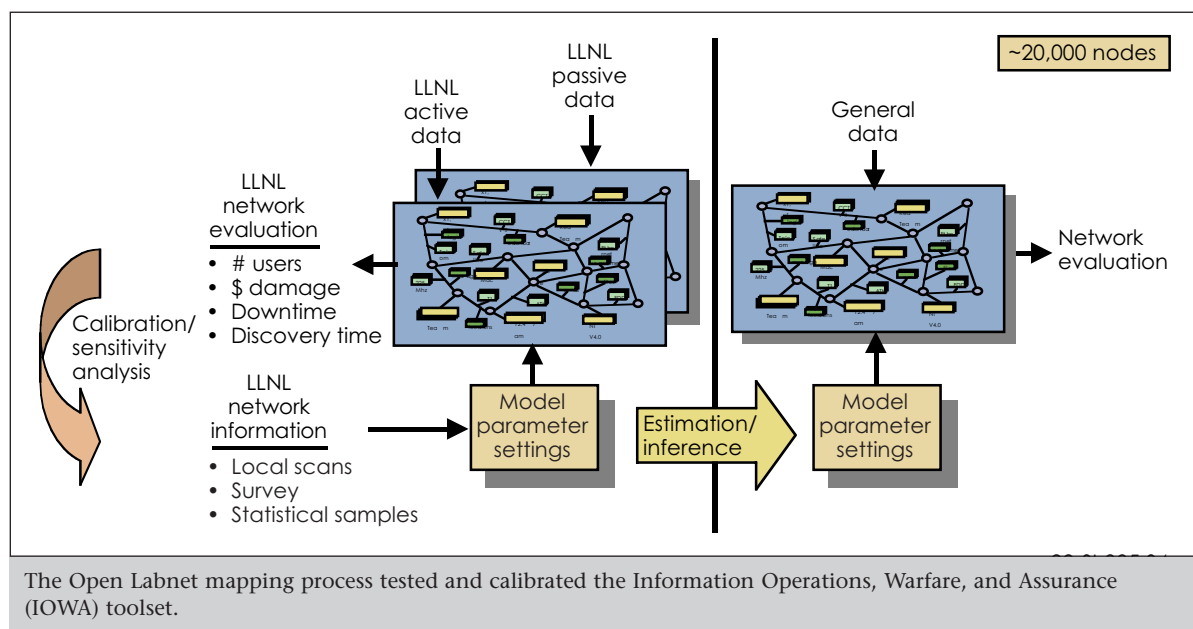 ~20,000 nodes
LLNL
passive
data
LLNL
active
data
General
data
LLNL
network
evaluation
• # users
• $ damage
• Downtime
• Discovery time
Network
evaluation
Calibration/
sensitivity
analysis
LLNL
network
information
• Local scans
• Survey
• Statistical samples
Model
parameter
settings
Estimation/
inference
Model
parameter
settings
The Open Labnet mapping process tested and calibrated the Information Operations, Warfare, and Assurance
(IOWA) toolset.